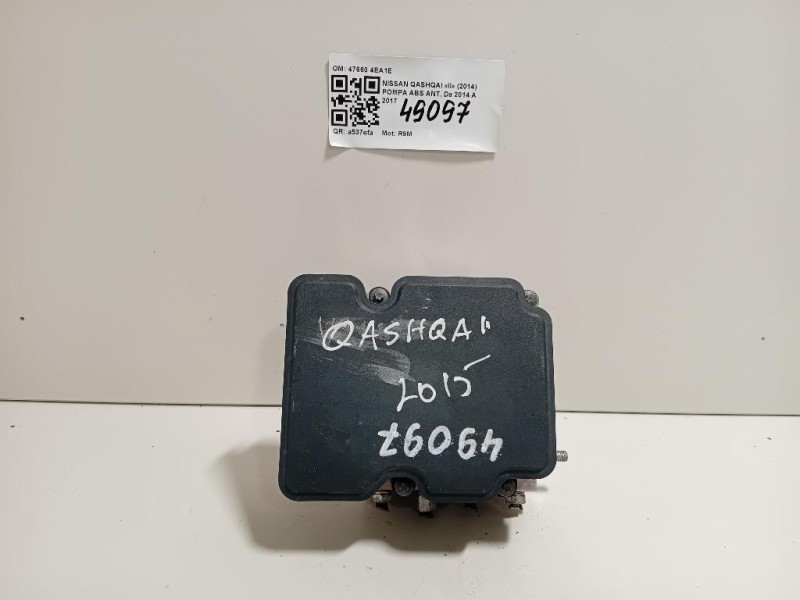 OM: 47660 4EA1E
NISSAN QASHQAI «II» (2014)
POMPA ABS ANT. Da 2014 A
2017
49097
QR: a537efa Mot: R9M
QASHQAI
2015
49097